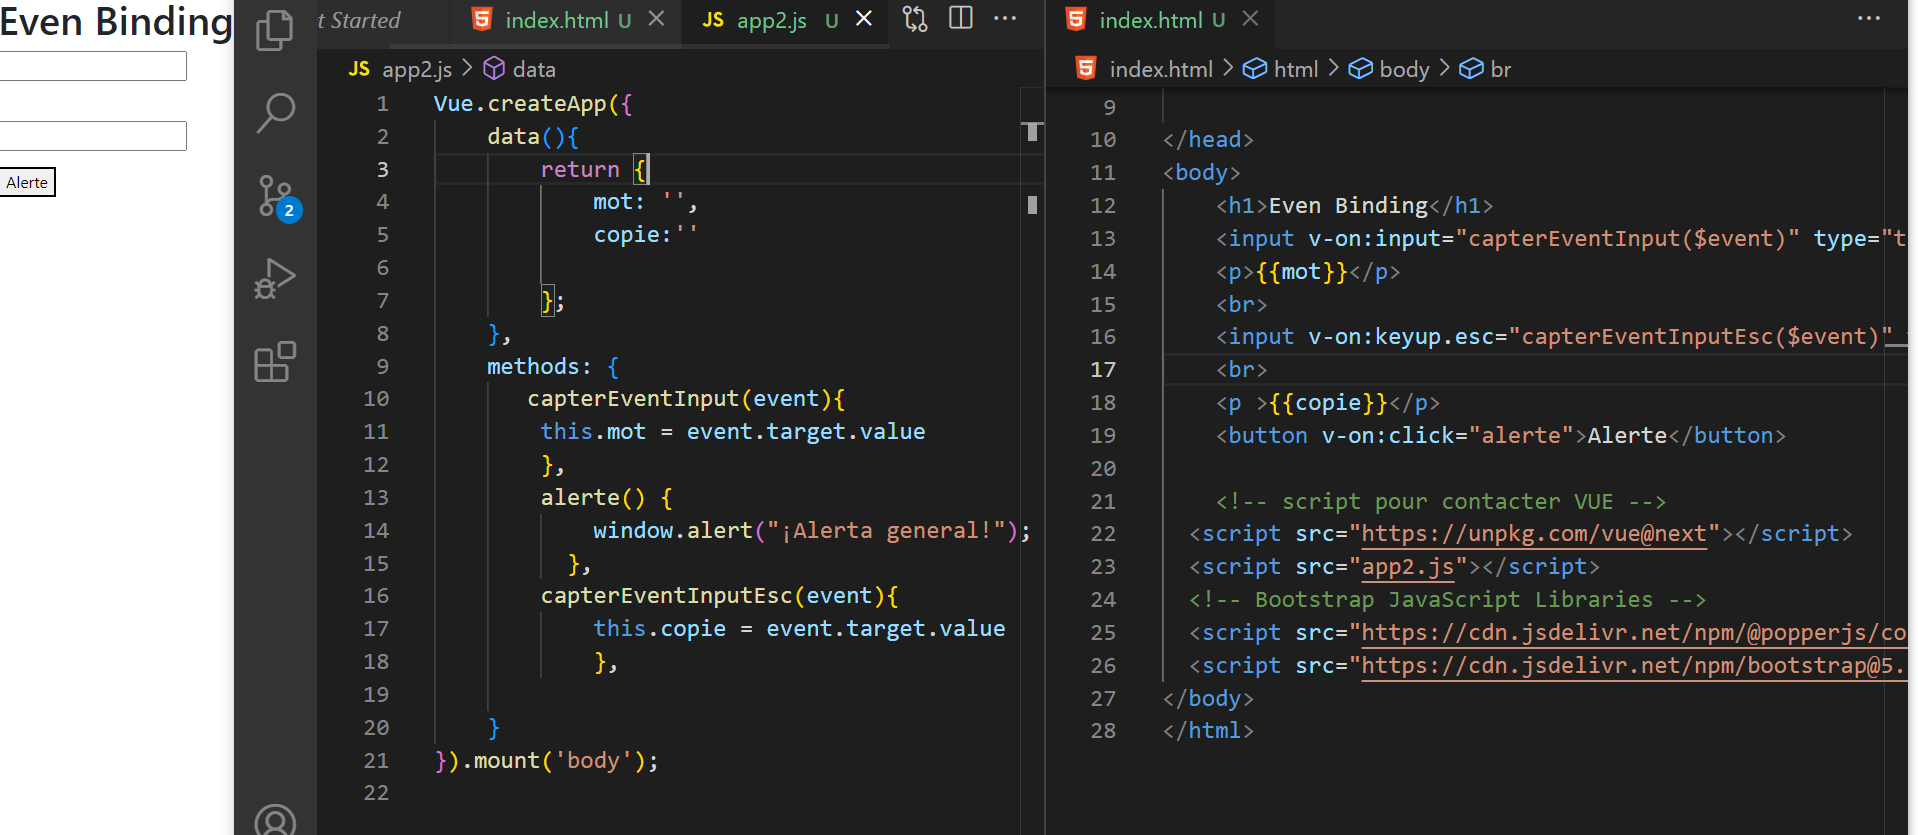 Even Binding
Alerte
2
t Started
index.html U
JS app2.js U
JS app2.js > data
1 Vue.createApp({
2 data(){
3 return {
4 mot: '',
5 copie:''
6
7 };
8 },
9 methods: {
10 capterEventInput(event){
11 this.mot = event.target.value
12 },
13 alerte() {
14 window.alert("¡Alerta general!");
15 },
16 capterEventInputEsc(event){
17 this.copie = event.target.value
18 },
19
20 }
21 }).mount('body');
22
index.html U
index.html > html > body > br
9
10 </head>
11 <body>
12 <h1>Even Binding</h1>
13 <input v-on:input="capterEventInput($event)" type="t
14 <p>{{mot}}</p>
15 <br>
16 <input v-on:keyup.esc="capterEventInputEsc($event)"
17 <br>
18 <p >{{copie}}</p>
19 <button v-on:click="alerte">Alerte</button>
20
21 <!-- script pour contacter VUE -->
22 <script src="https://unpkg.com/vue@next"></script>
23 <script src="app2.js"></script>
24 <!-- Bootstrap JavaScript Libraries -->
25 <script src="https://cdn.jsdelivr.net/npm/@popperjs/co
26 <script src="https://cdn.jsdelivr.net/npm/bootstrap@5.
27 </body>
28 </html>